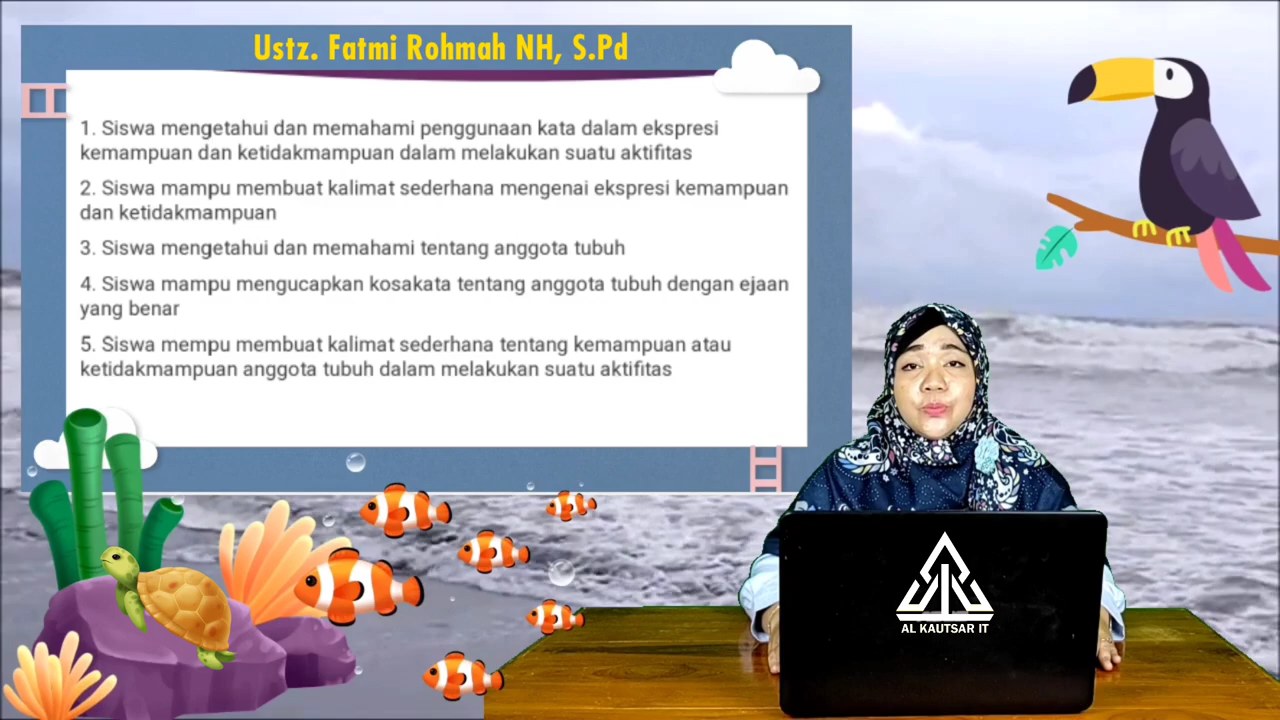 Ustz. Fatmi Rohmah NH, S.Pd
1. Siswa mengetahui dan memahami penggunaan kata dalam ekspresi
kemampuan dan ketidakmampuan dalam melakukan suatu aktifitas
2. Siswa mampu membuat kalimat sederhana mengenai ekspresi kemampuan
dan ketidakmampuan
3. Siswa mengetahui dan memahami tentang anggota tubuh
4. Siswa mampu mengucapkan kosakata tentang anggota tubuh dengan ejaan
yang benar
5. Siswa mempu membuat kalimat sederhana tentang kemampuan atau
ketidakmampuan anggota tubuh dalam melakukan suatu aktifitas
AL KAUTSAR IT